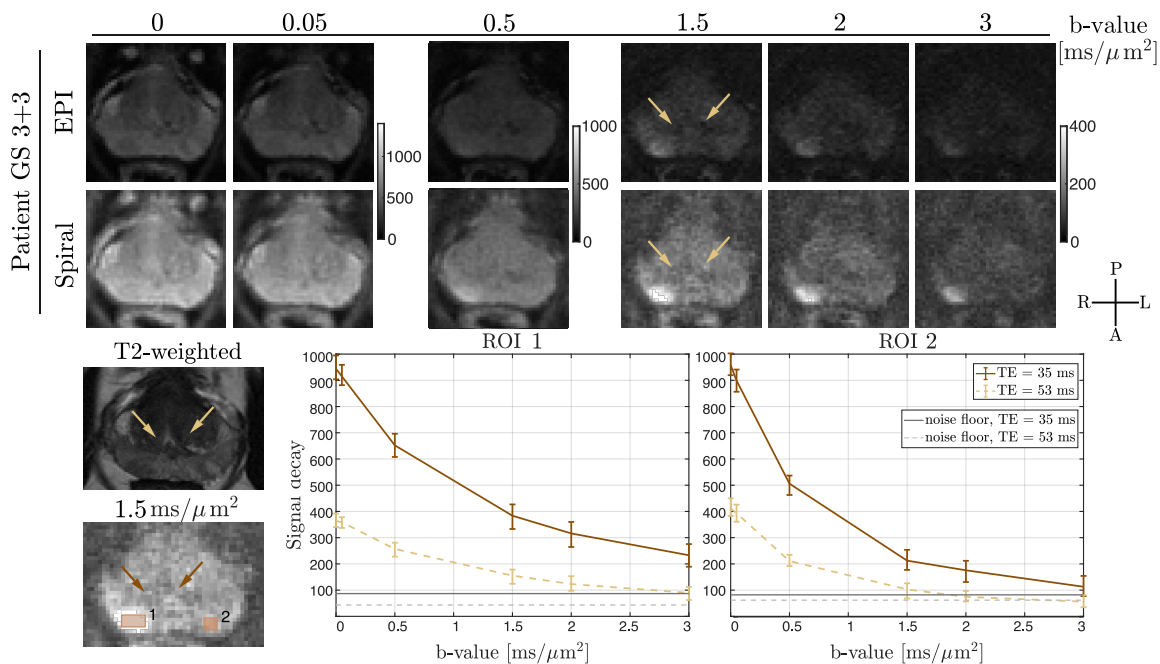 0 0.05 0.5 1.5 2 3 b-value
[ms/μm²]
Patient GS 3+3
EPI
Spiral
1000
500
0
1000
500
0
400
200
0
P
R L
A
T2-weighted
1.5 ms/μm²
1 2
ROI 1
Signal decay
1000
900
800
700
600
500
400
300
200
100
0 0.5 1 1.5 2 2.5 3
b-value [ms/μm²]
ROI 2
1000
900
800
700
600
500
400
300
200
100
0 0.5 1 1.5 2 2.5 3
b-value [ms/μm²]
TE = 35 ms
TE = 53 ms
noise floor, TE = 35 ms
noise floor, TE = 53 ms